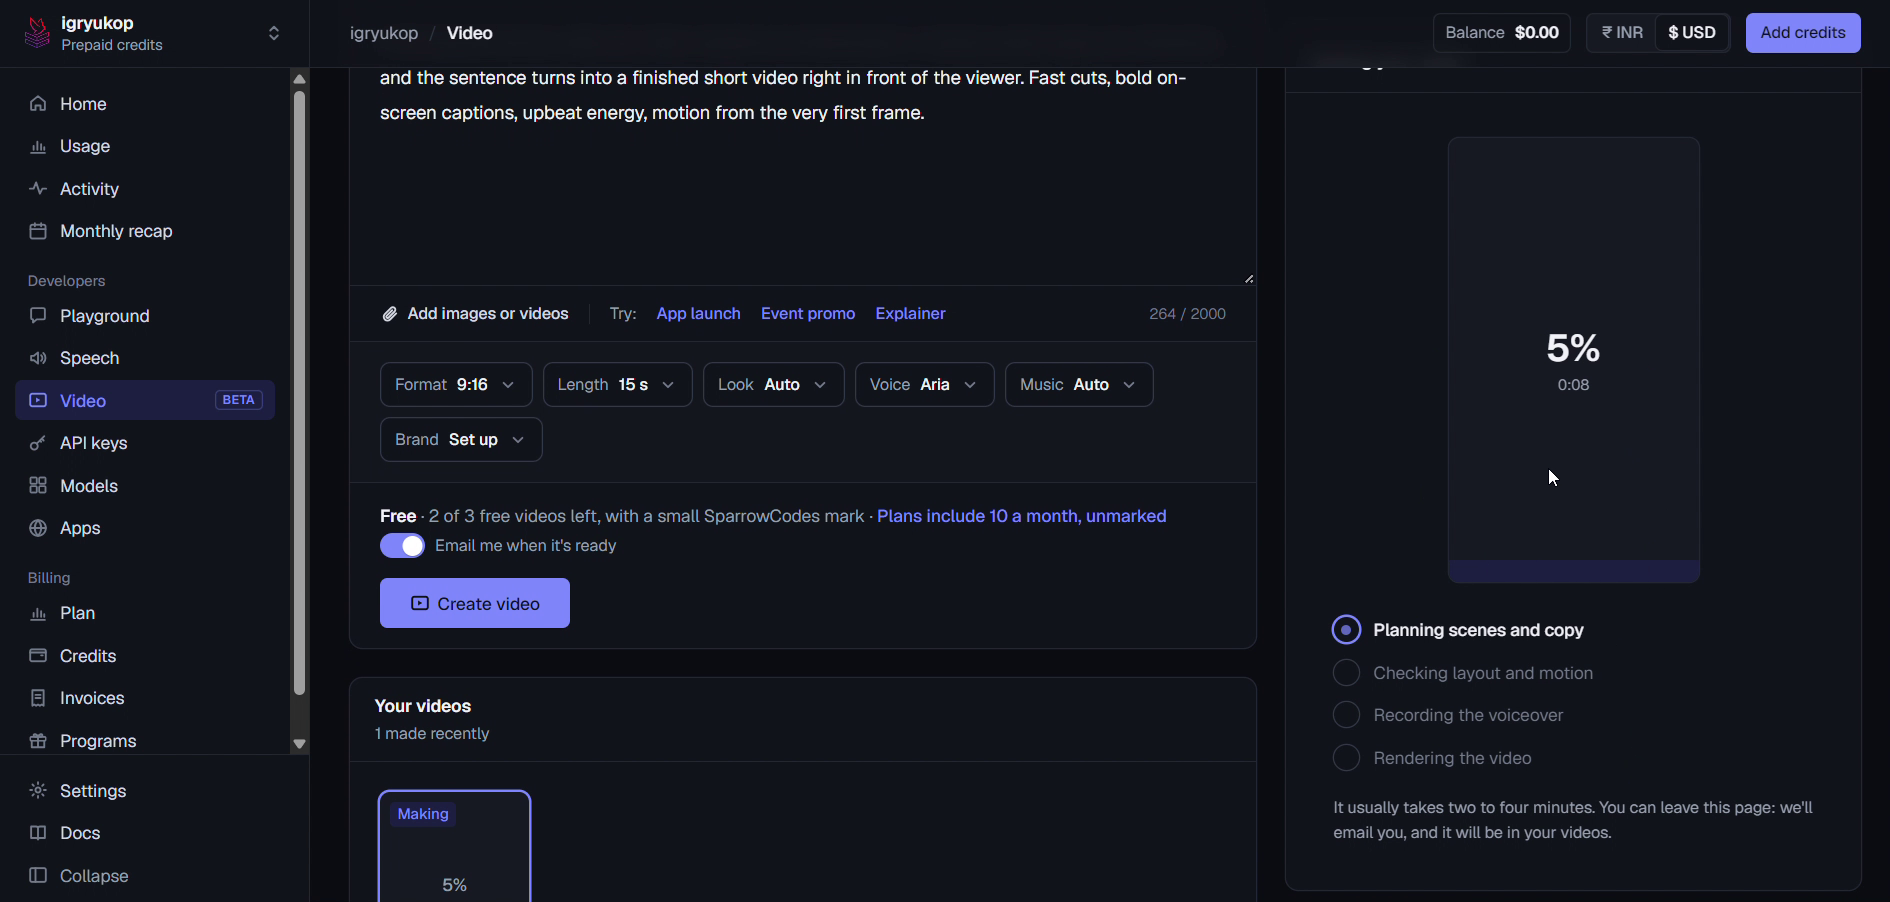 igryukop
Prepaid credits
Home
Usage
Activity
Monthly recap
Developers
Playground
Speech
Video BETA
API keys
Models
Apps
Billing
Plan
Credits
Invoices
Programs
Settings
Docs
Collapse
igryukop / Video
Balance $0.00
₹ INR $ USD
Add credits
and the sentence turns into a finished short video right in front of the viewer. Fast cuts, bold on-
screen captions, upbeat energy, motion from the very first frame.
Add images or videos Try: App launch Event promo Explainer 264 / 2000
Format 9:16 Length 15 s Look Auto Voice Aria Music Auto
Brand Set up
Free · 2 of 3 free videos left, with a small SparrowCodes mark · Plans include 10 a month, unmarked
Email me when it's ready
Create video
Your videos
1 made recently
Making
5%
5%
0:08
Planning scenes and copy
Checking layout and motion
Recording the voiceover
Rendering the video
It usually takes two to four minutes. You can leave this page: we'll
email you, and it will be in your videos.